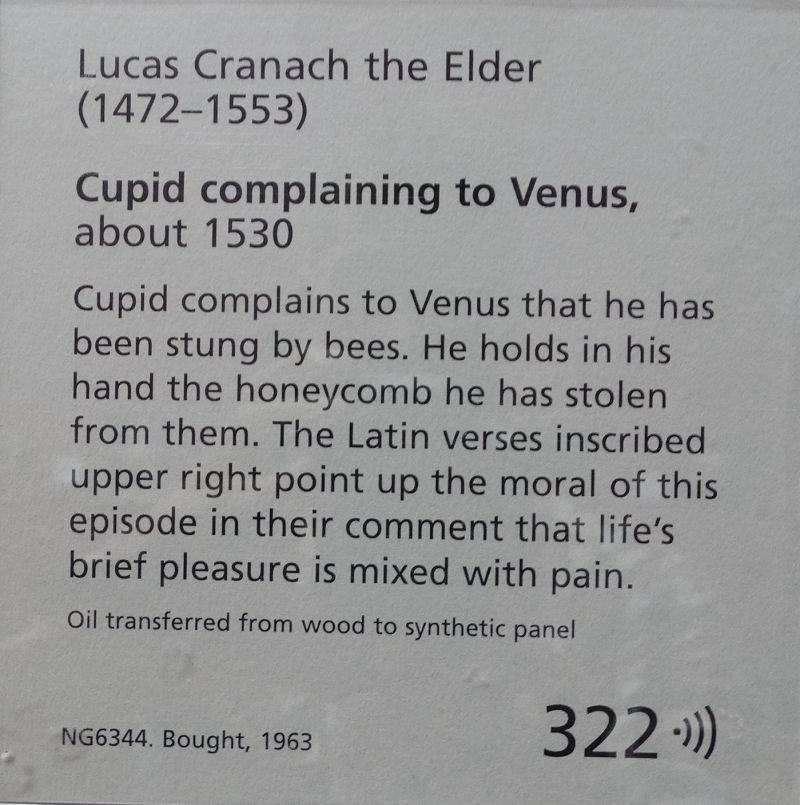 Lucas Cranach the Elder
(1472–1553)
Cupid complaining to Venus,
about 1530
Cupid complains to Venus that he has
been stung by bees. He holds in his
hand the honeycomb he has stolen
from them. The Latin verses inscribed
upper right point up the moral of this
episode in their comment that life’s
brief pleasure is mixed with pain.
Oil transferred from wood to synthetic panel
NG6344. Bought, 1963
322